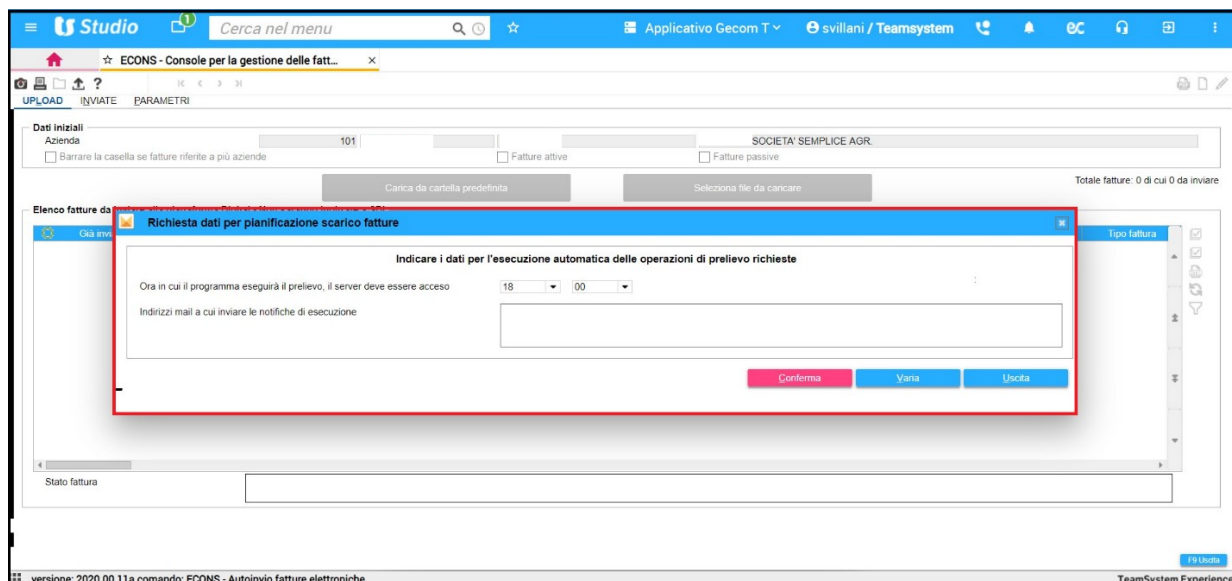 Studio
1
Cerca nel menu
Applicativo Gecom T
svillani / Teamsystem
ec
ECONS - Console per la gestione delle fatt...
UPLOAD INVIATE PARAMETRI
Dati iniziali
Azienda 101 SOCIETA' SEMPLICE AGR.
Barrare la casella se fatture riferite a più aziende Fatture attive Fatture passive
Carica da cartella predefinita Seleziona file da caricare Totale fatture: 0 di cui 0 da inviare
Elenco fatture da
Già invi Tipo fattura
Richiesta dati per pianificazione scarico fatture
Indicare i dati per l'esecuzione automatica delle operazioni di prelievo richieste
Ora in cui il programma eseguirà il prelievo, il server deve essere acceso 18 00 :
Indirizzi mail a cui inviare le notifiche di esecuzione
Conferma Varia Uscita
Stato fattura
F9 Uscita
versione: 2020.00.11a comando: ECONS - Autoinvio fatture elettroniche TeamSystem Experience